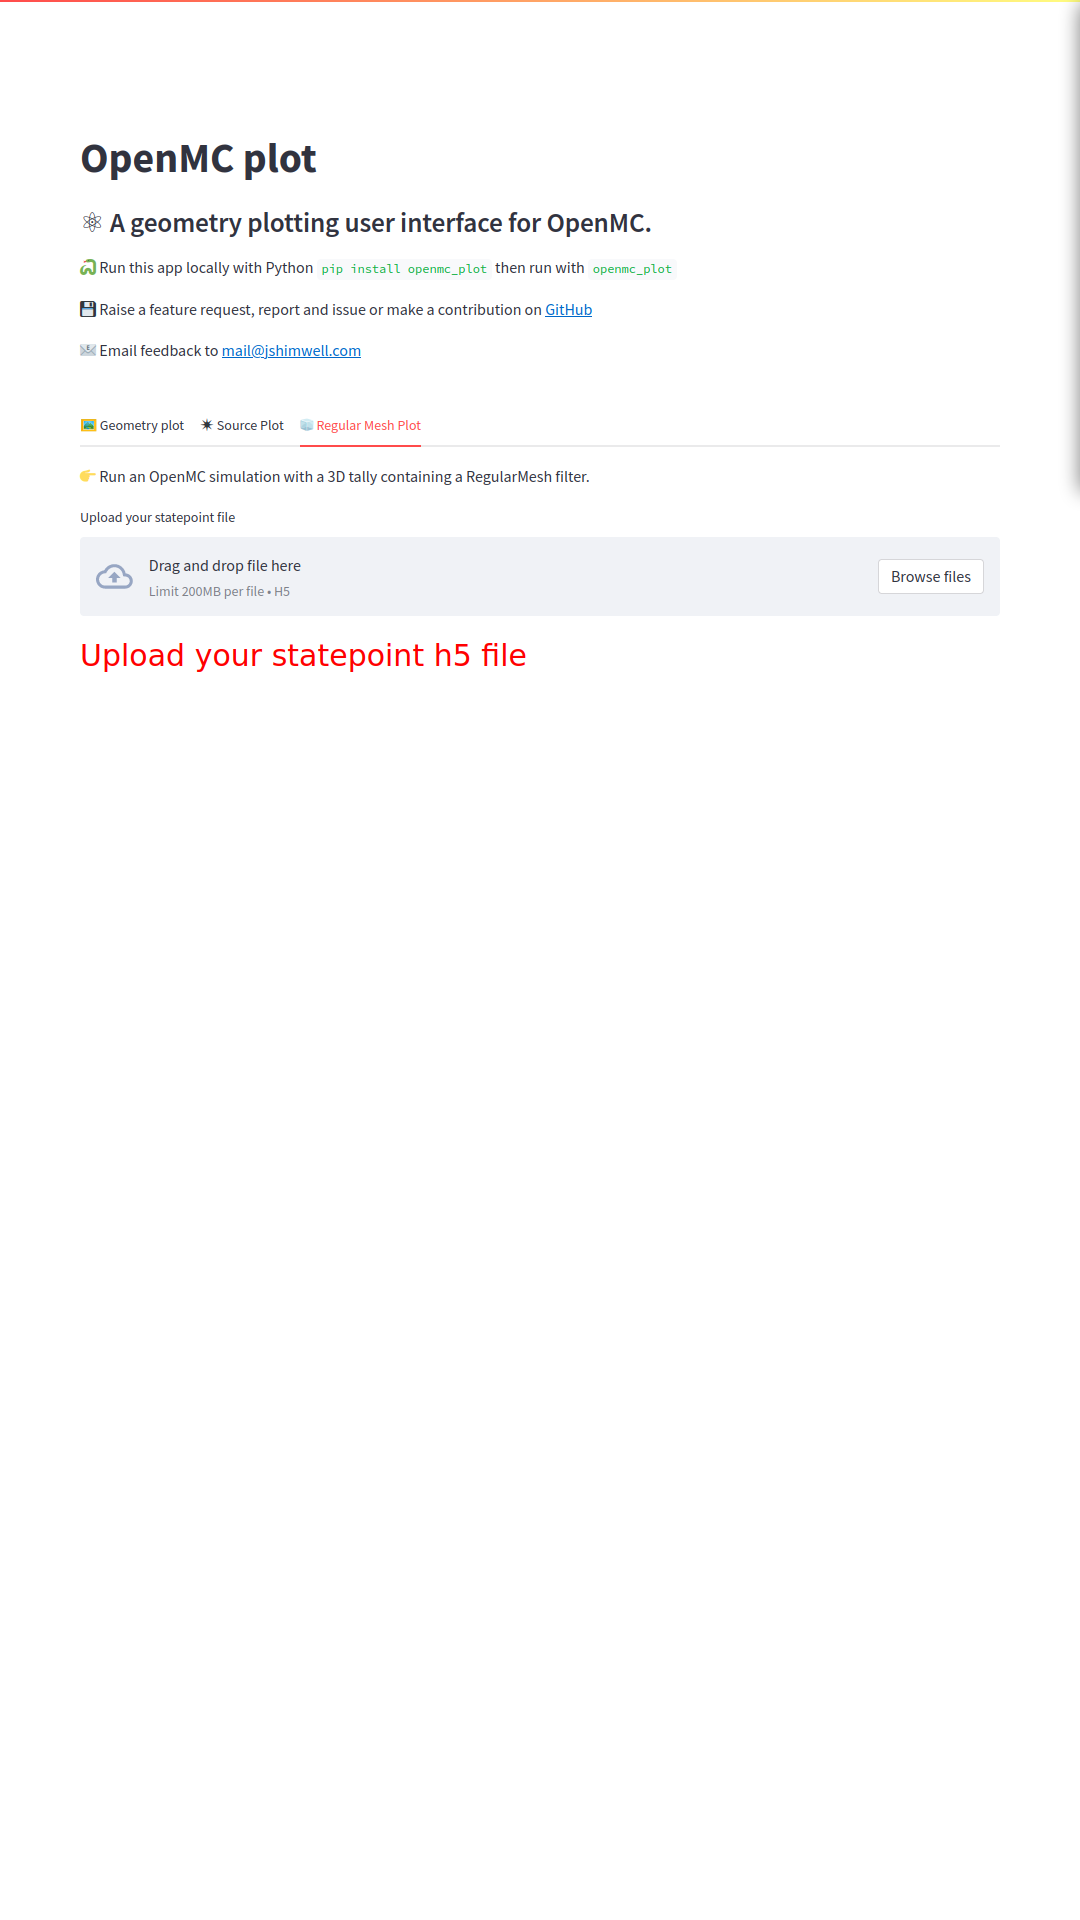 OpenMC plot
⚛ A geometry plotting user interface for OpenMC.
🐍 Run this app locally with Python pip install openmc_plot then run with openmc_plot
💾 Raise a feature request, report and issue or make a contribution on GitHub
📧 Email feedback to mail@jshimwell.com
🖼️ Geometry plot ✴ Source Plot 🧊 Regular Mesh Plot
👉 Run an OpenMC simulation with a 3D tally containing a RegularMesh filter.
Upload your statepoint file
Drag and drop file here
Limit 200MB per file • H5
Browse files
Upload your statepoint h5 file